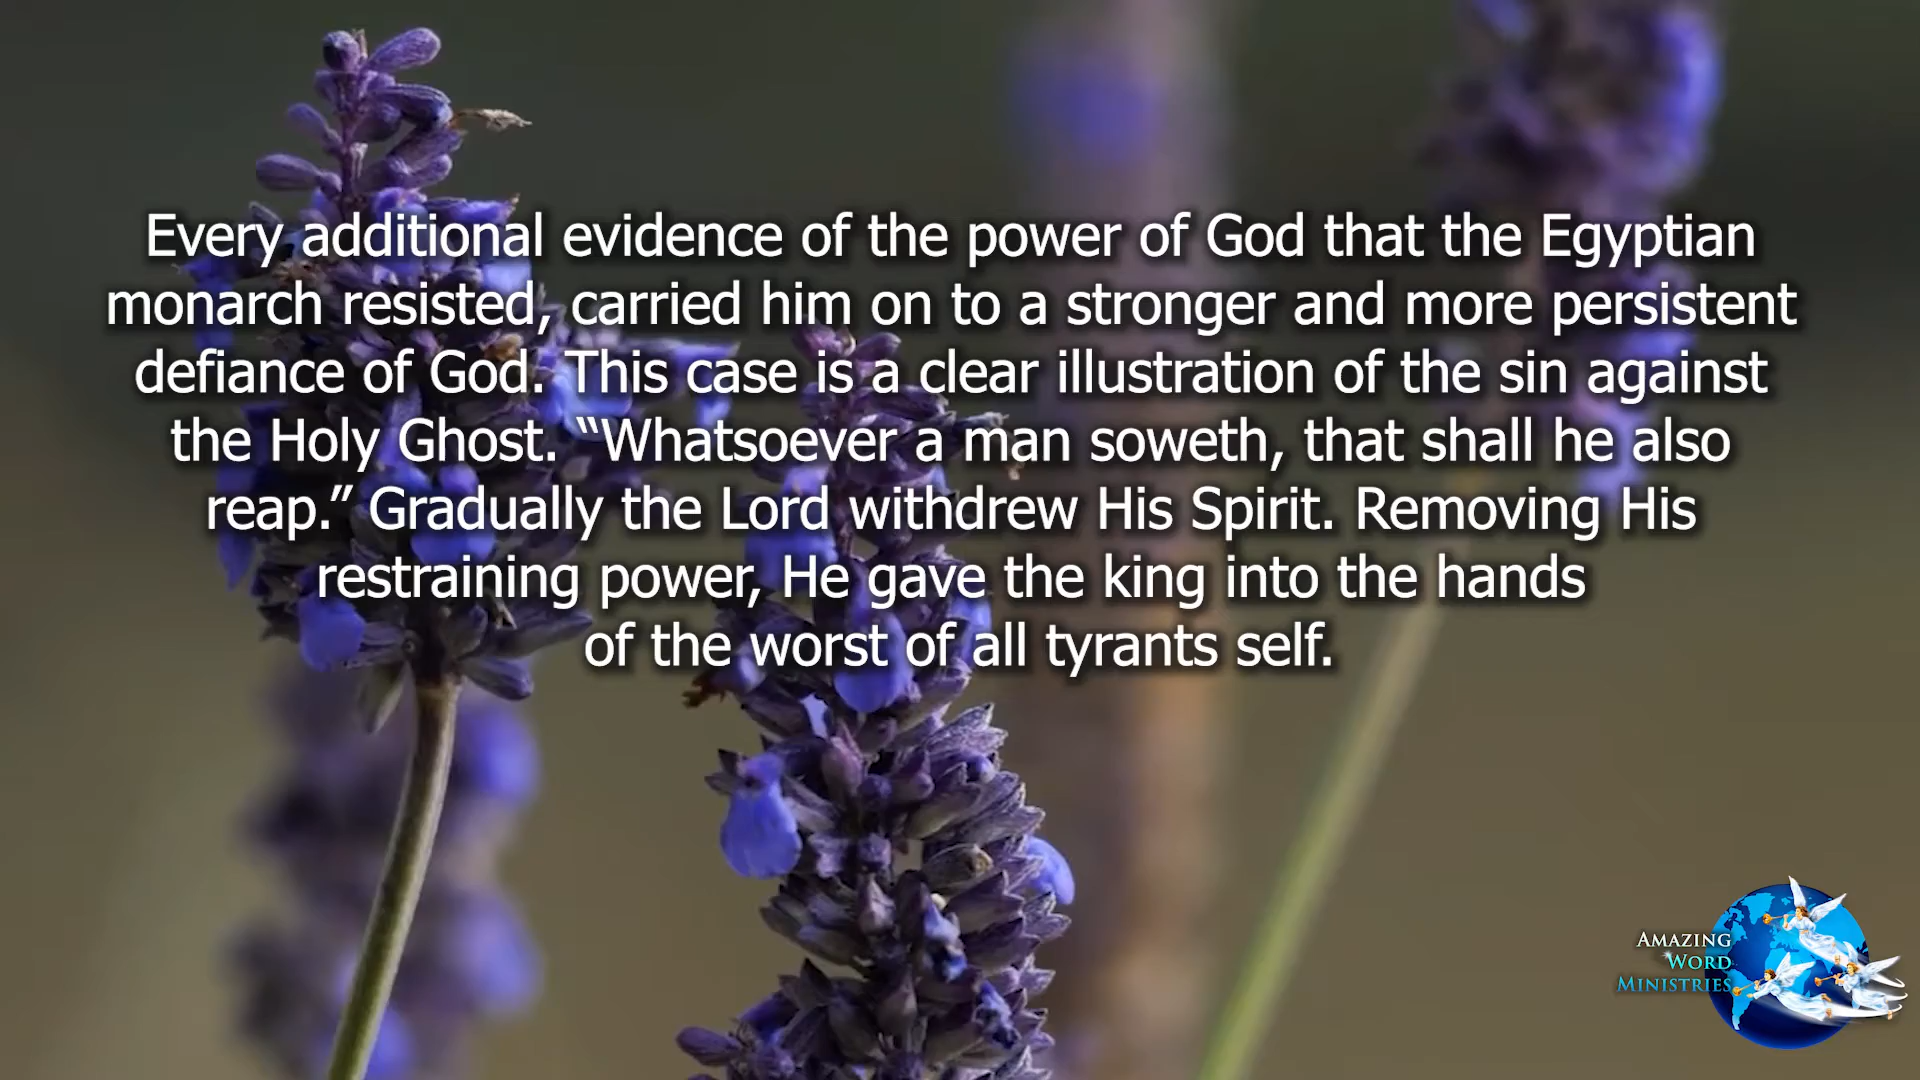 Every additional evidence of the power of God that the Egyptian
monarch resisted, carried him on to a stronger and more persistent
defiance of God. This case is a clear illustration of the sin against
the Holy Ghost. “Whatsoever a man soweth, that shall he also
reap.” Gradually the Lord withdrew His Spirit. Removing His
restraining power, He gave the king into the hands
of the worst of all tyrants self.
AMAZING
WORD
MINISTRIES